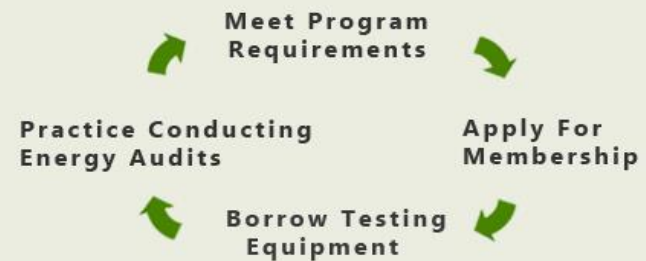 Meet Program
Requirements
Apply For
Membership
Borrow Testing
Equipment
Practice Conducting
Energy Audits